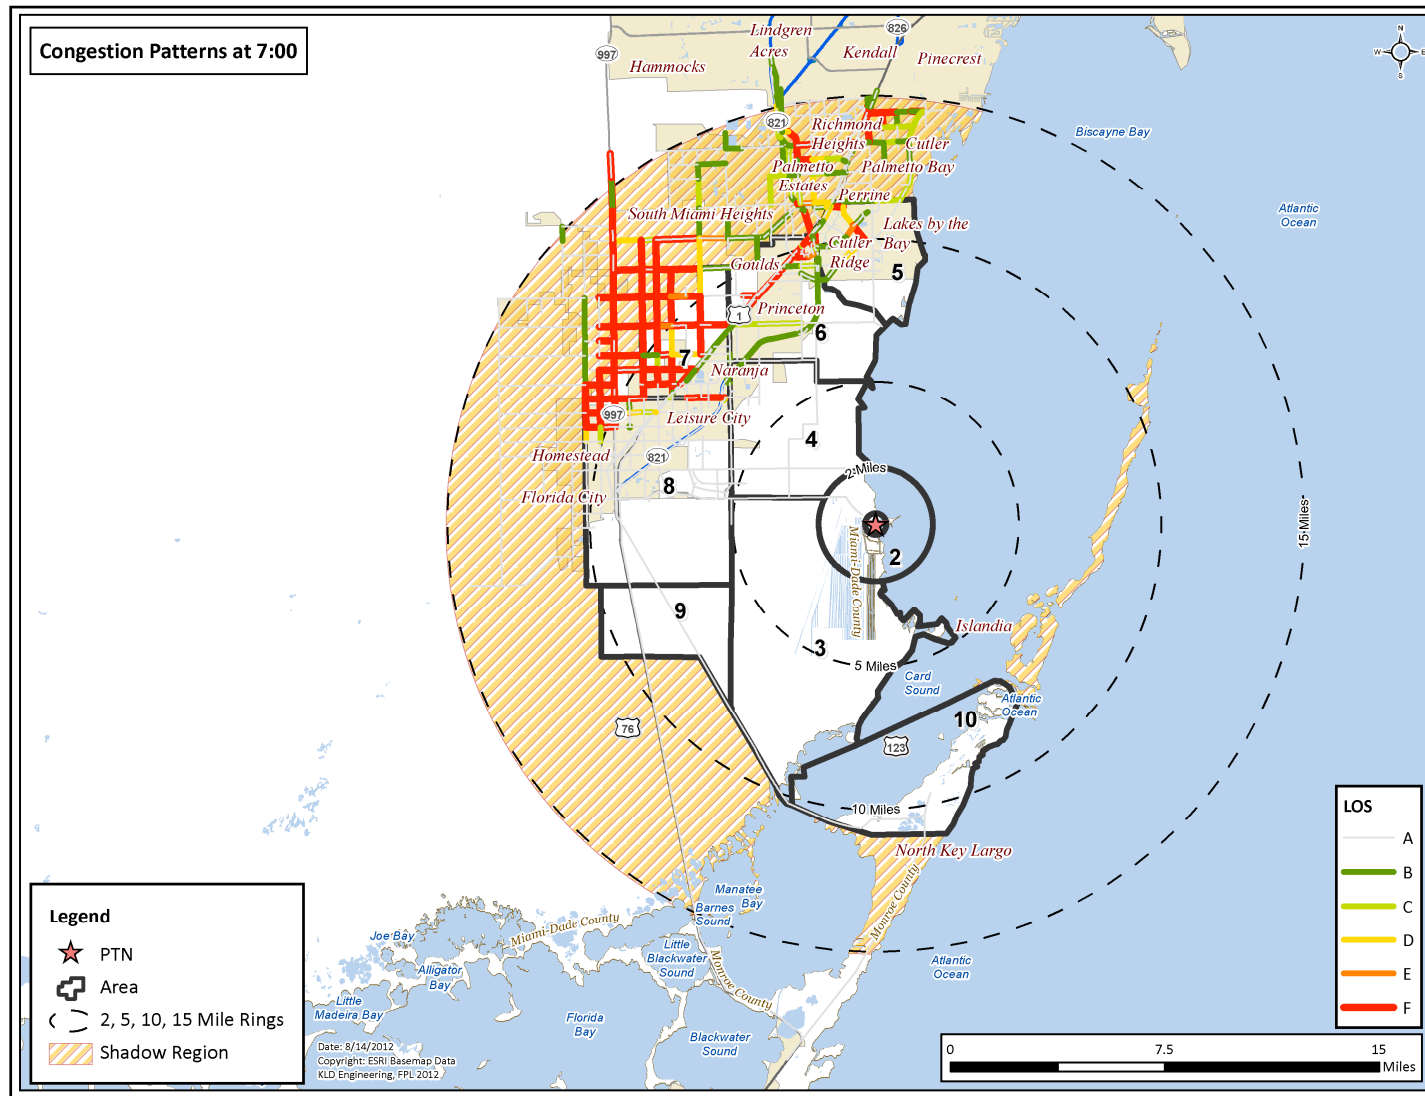 Congestion Patterns at 7:00
997
Hammocks
Lindgren
Acres
826
Kendall
Pinecrest
N
W
E
S
821
Richmond
Heights
Cutler
Palmetto
Estates
Palmetto Bay
Biscayne Bay
Perrine
South Miami Heights
Lakes by the
Bay
Cutler
Ridge
Atlantic
Ocean
Goulds
5
1
Princeton
6
7
Naranja
997
Leisure City
4
Homestead
821
2 Miles
8
Florida City
15 Miles
Miami-Dade County
2
9
Islandia
3
5 Miles
Card
Sound
Atlantic
Ocean
10
76
123
10 Miles
North Key Largo
Monroe County
Manatee
Bay
Barnes
Sound
Miami-Dade County
Joe Bay
Little
Blackwater
Sound
Alligator
Bay
Monroe County
Atlantic
Ocean
Little
Madeira Bay
Florida
Bay
Blackwater
Sound
LOS
A
B
C
D
E
F
Legend
PTN
Area
2, 5, 10, 15 Mile Rings
Shadow Region
Date: 8/14/2012
Copyright: ESRI Basemap Data
KLD Engineering, FPL 2012
0 7.5 15
Miles